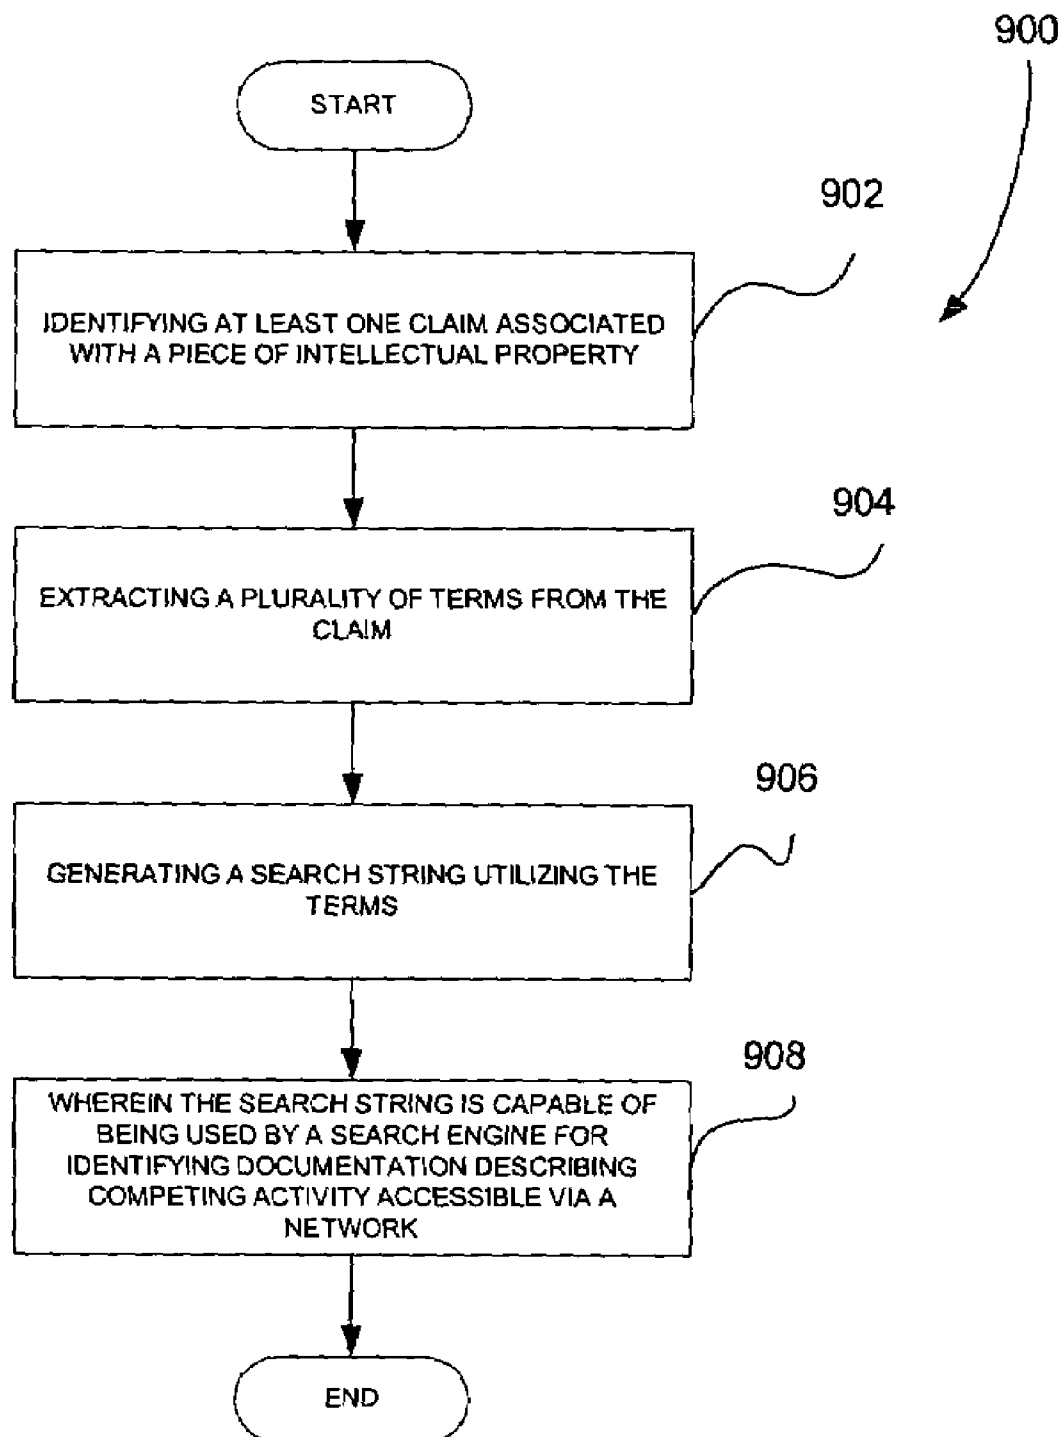 900
START
902
IDENTIFYING AT LEAST ONE CLAIM ASSOCIATED
WITH A PIECE OF INTELLECTUAL PROPERTY
904
EXTRACTING A PLURALITY OF TERMS FROM THE
CLAIM
906
GENERATING A SEARCH STRING UTILIZING THE
TERMS
908
WHEREIN THE SEARCH STRING IS CAPABLE OF
BEING USED BY A SEARCH ENGINE FOR
IDENTIFYING DOCUMENTATION DESCRIBING
COMPETING ACTIVITY ACCESSIBLE VIA A
NETWORK
END